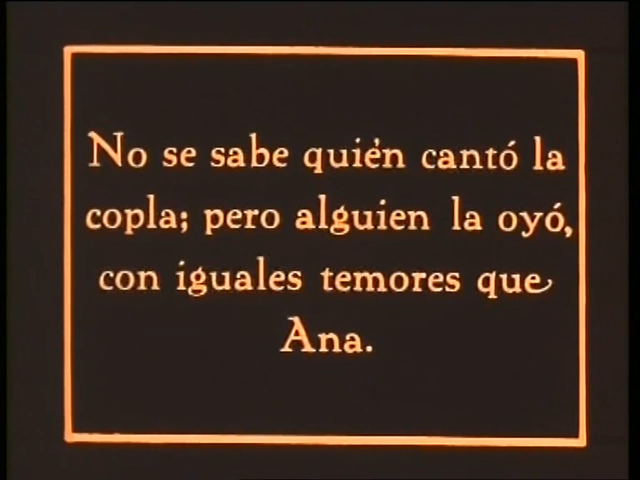 No se sabe quién cantó la
copla; pero alguien la oyó,
con iguales temores que
Ana.